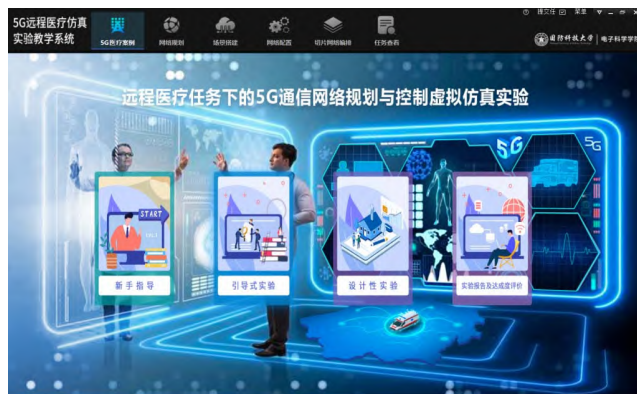 5G远程医疗仿真
实验教学系统
5G医疗案例
网络规划
场景搭建
网络配置
切片网络编排
任务查看
提交任
菜单
国防科技大学
电子科学学院
远程医疗任务下的5G通信网络规划与控制虚拟仿真实验
5G
5G
START
新手指导
引导式实验
设计性实验
实验报告及达成度评价